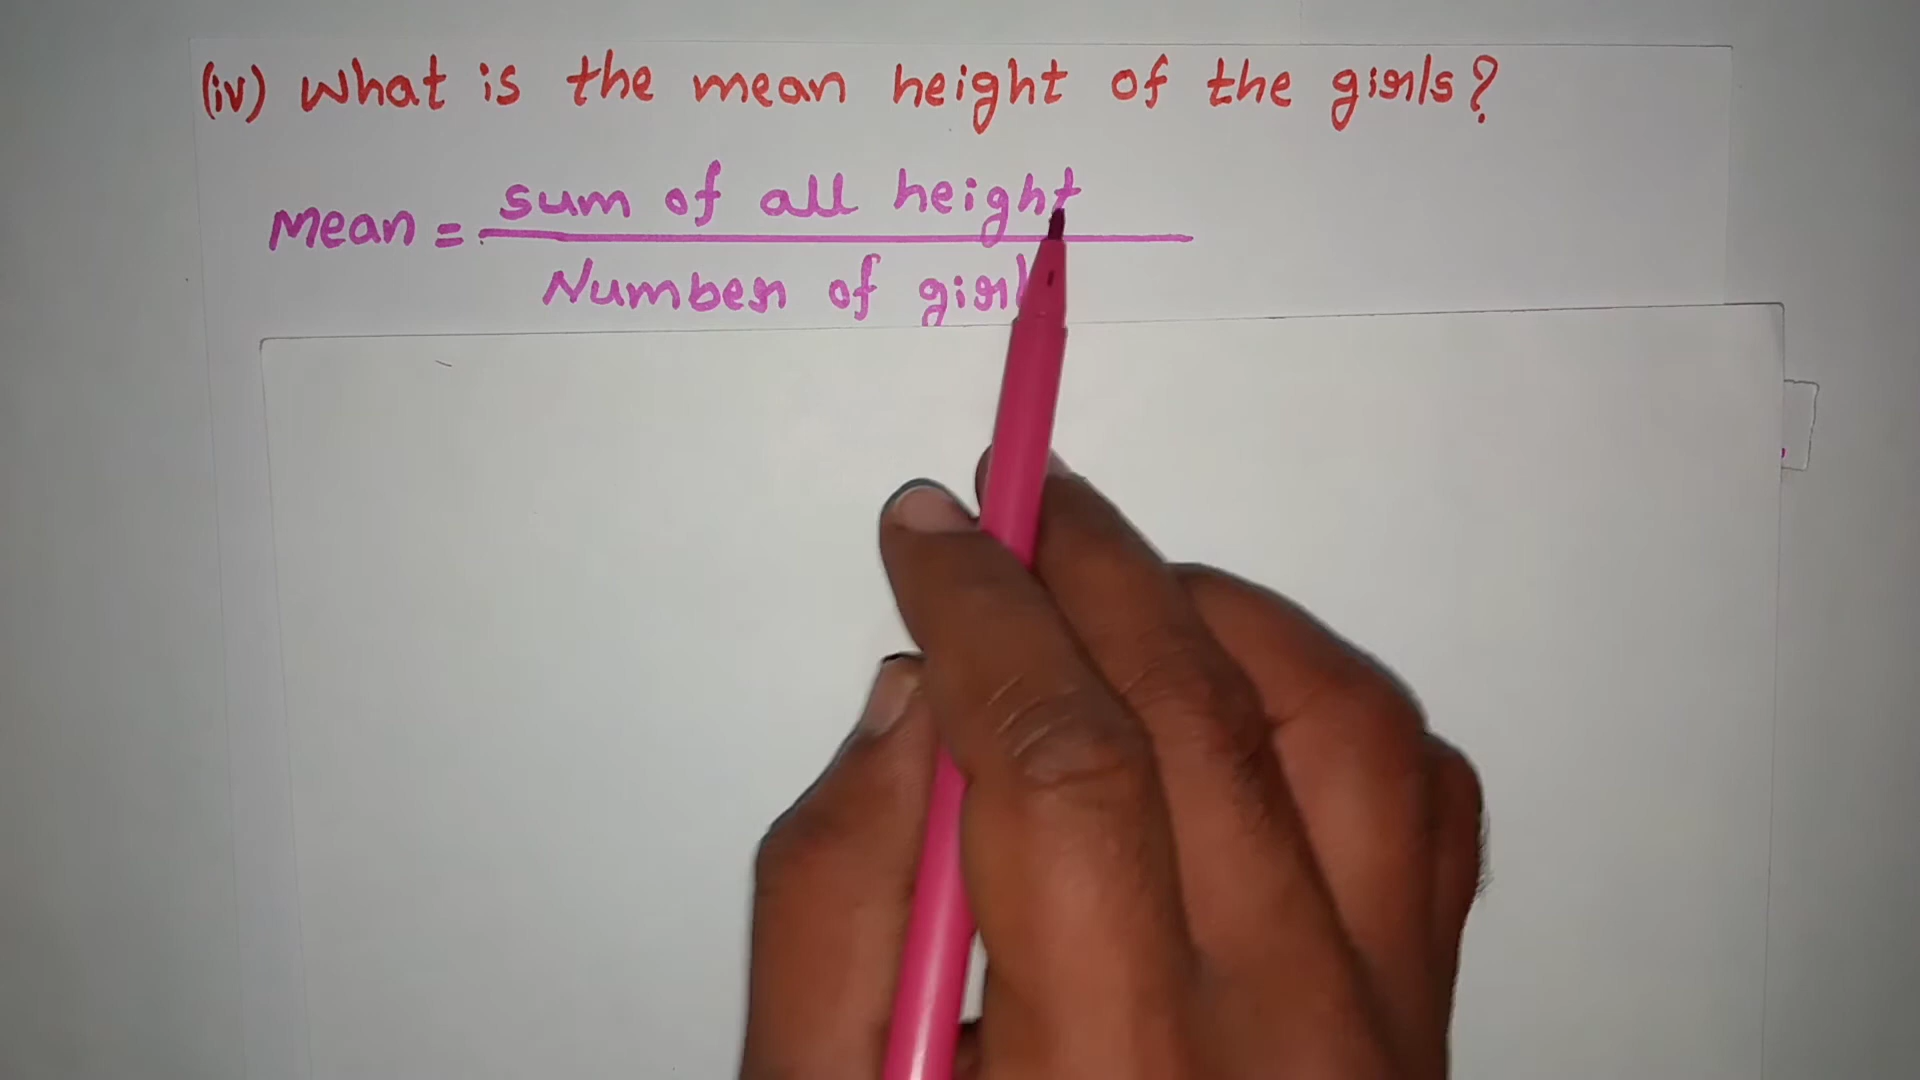 (iv) What is the mean height of the girls?
Mean = sum of all height
Number of girl